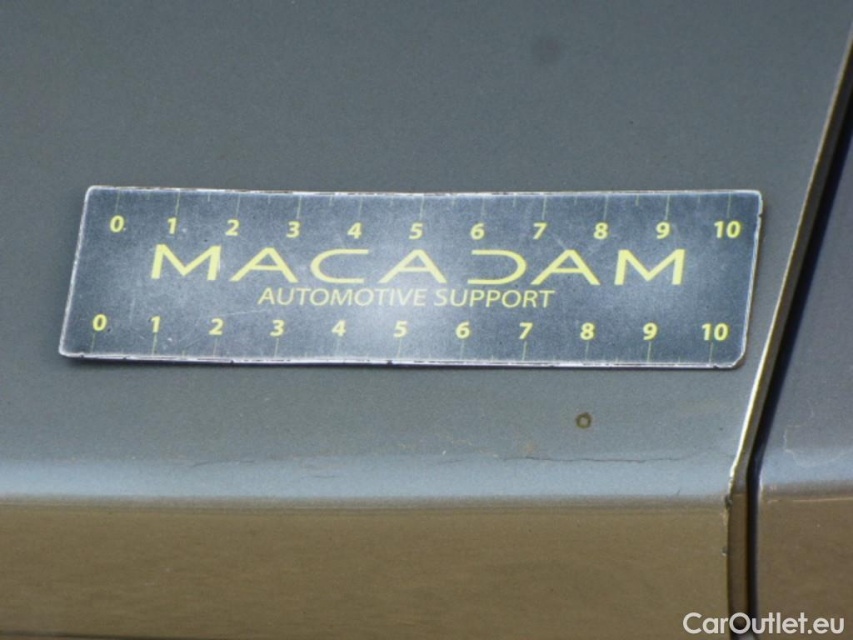 0 1 2 3 4 5 6 7 8 9 10
MACADAM
AUTOMOTIVE SUPPORT
0 1 2 3 4 5 6 7 8 9 10
CarOutlet.eu